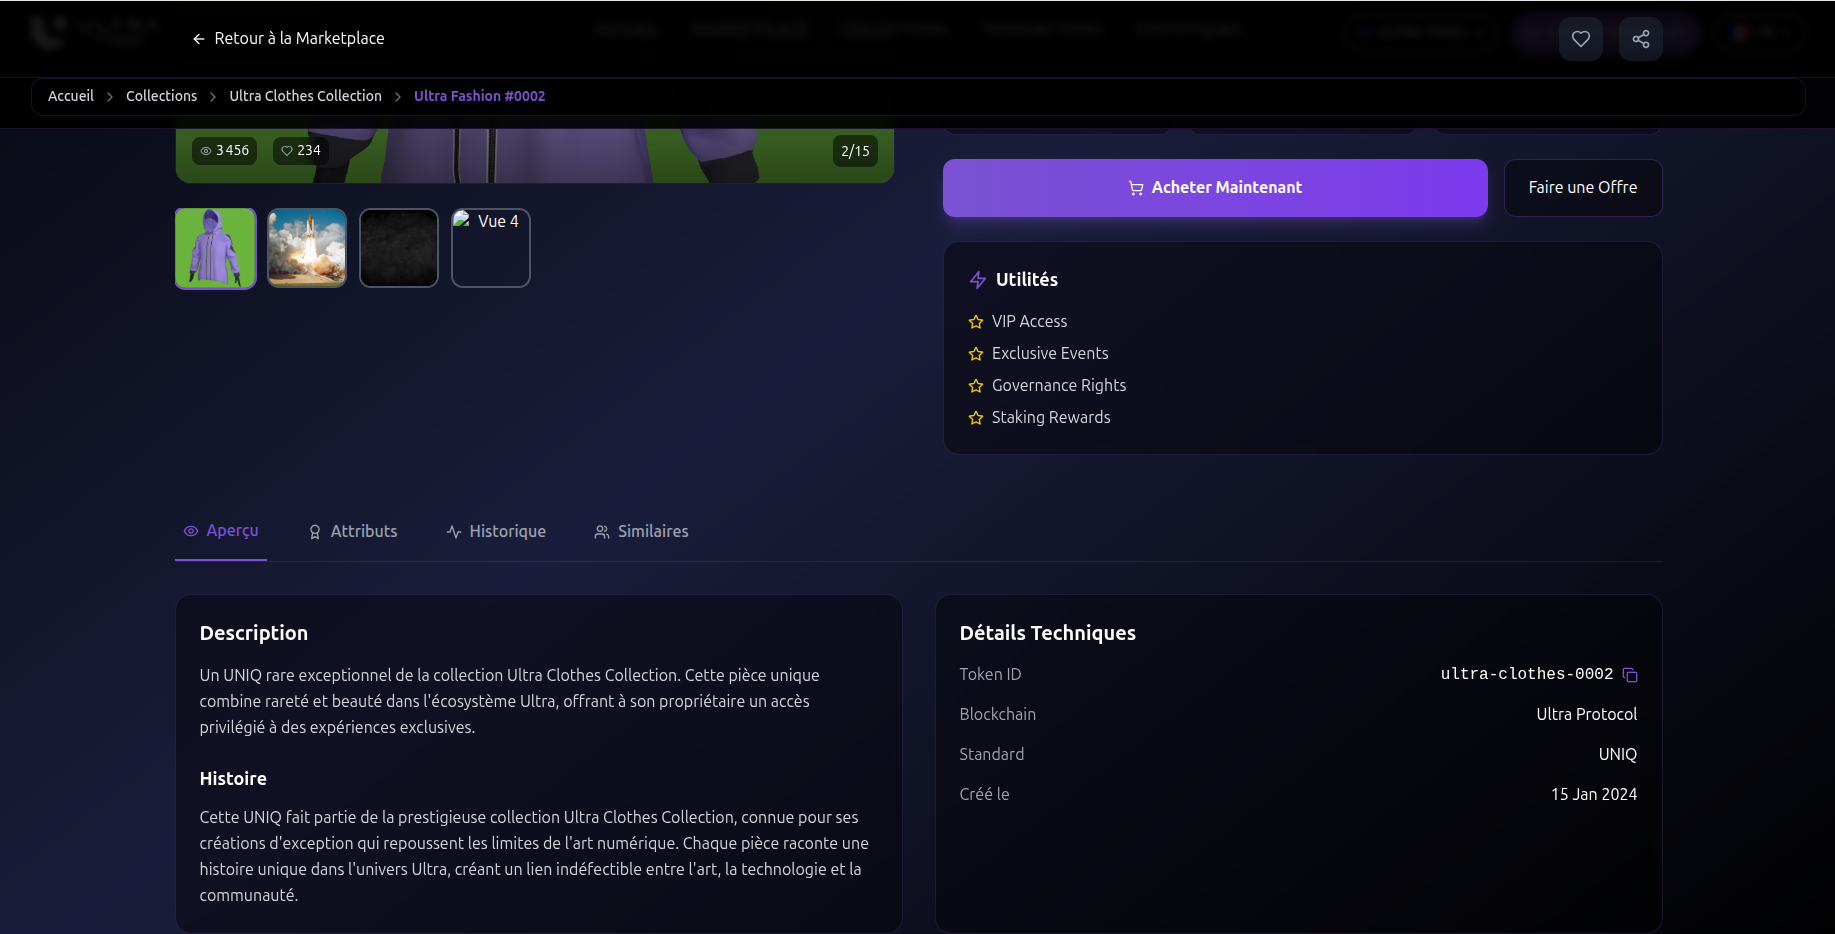 Retour à la Marketplace
Accueil > Collections > Ultra Clothes Collection > Ultra Fashion #0002
3 456 234 2/15
Acheter Maintenant
Faire une Offre
Vue 4
Utilités
VIP Access
Exclusive Events
Governance Rights
Staking Rewards
Aperçu Attributs Historique Similaires
Description
Un UNIQ rare exceptionnel de la collection Ultra Clothes Collection. Cette pièce unique
combine rareté et beauté dans l'écosystème Ultra, offrant à son propriétaire un accès
privilégié à des expériences exclusives.
Histoire
Cette UNIQ fait partie de la prestigieuse collection Ultra Clothes Collection, connue pour ses
créations d'exception qui repoussent les limites de l'art numérique. Chaque pièce raconte une
histoire unique dans l'univers Ultra, créant un lien indéfectible entre l'art, la technologie et la
communauté.
Détails Techniques
Token ID ultra-clothes-0002
Blockchain Ultra Protocol
Standard UNIQ
Créé le 15 Jan 2024